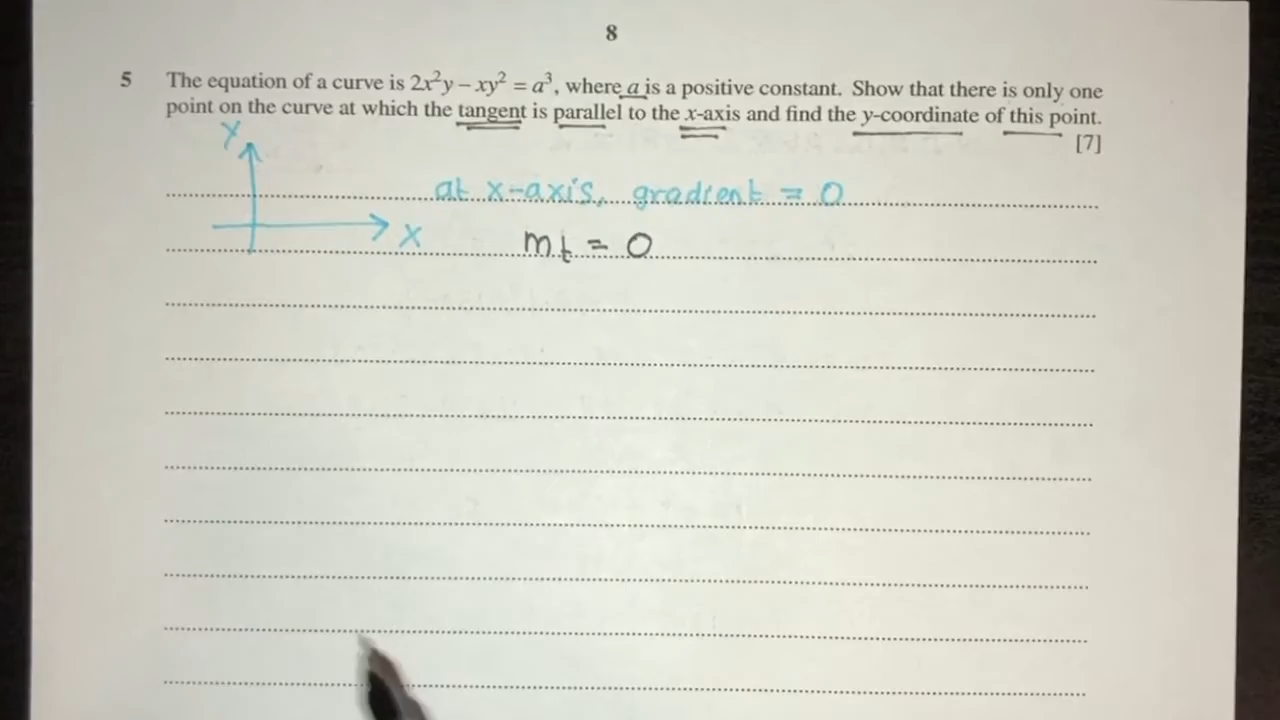 8
5 The equation of a curve is 2x²y – xy² = a³, where a is a positive constant. Show that there is only one
point on the curve at which the tangent is parallel to the x-axis and find the y-coordinate of this point.
[7]
Y
at x-axis, gradient = 0
X
mt = 0